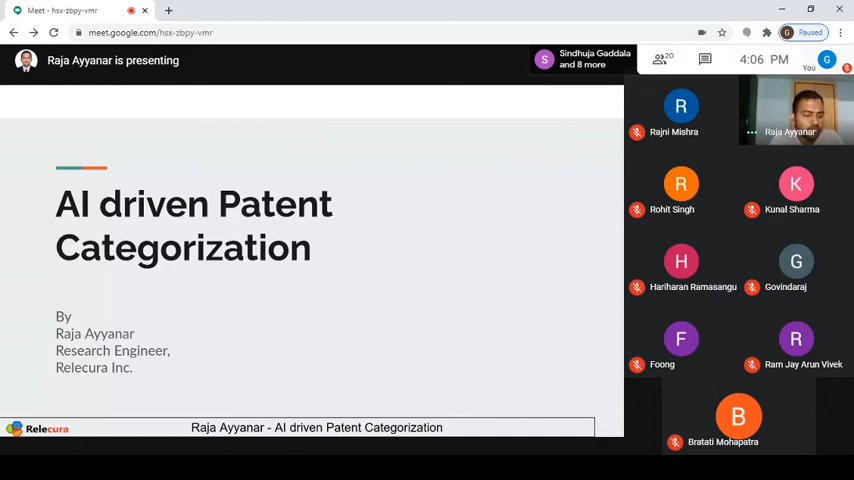 Meet - hsx-zbpy-vmr
meet.google.com/hsx-zbpy-vmr
G
Paused
Raja Ayyanar is presenting
S
Sindhuja Gaddala
and 8 more
20
4:06 PM
You
G
AI driven Patent
Categorization
By
Raja Ayyanar
Research Engineer,
Relecura Inc.
Relecura
Raja Ayyanar - AI driven Patent Categorization
R
Rajni Mishra
Raja Ayyanar
R
Rohit Singh
K
Kunal Sharma
H
Hariharan Ramasangu
G
Govindaraj
F
Foong
R
Ram Jay Arun Vivek
B
Bratati Mohapatra